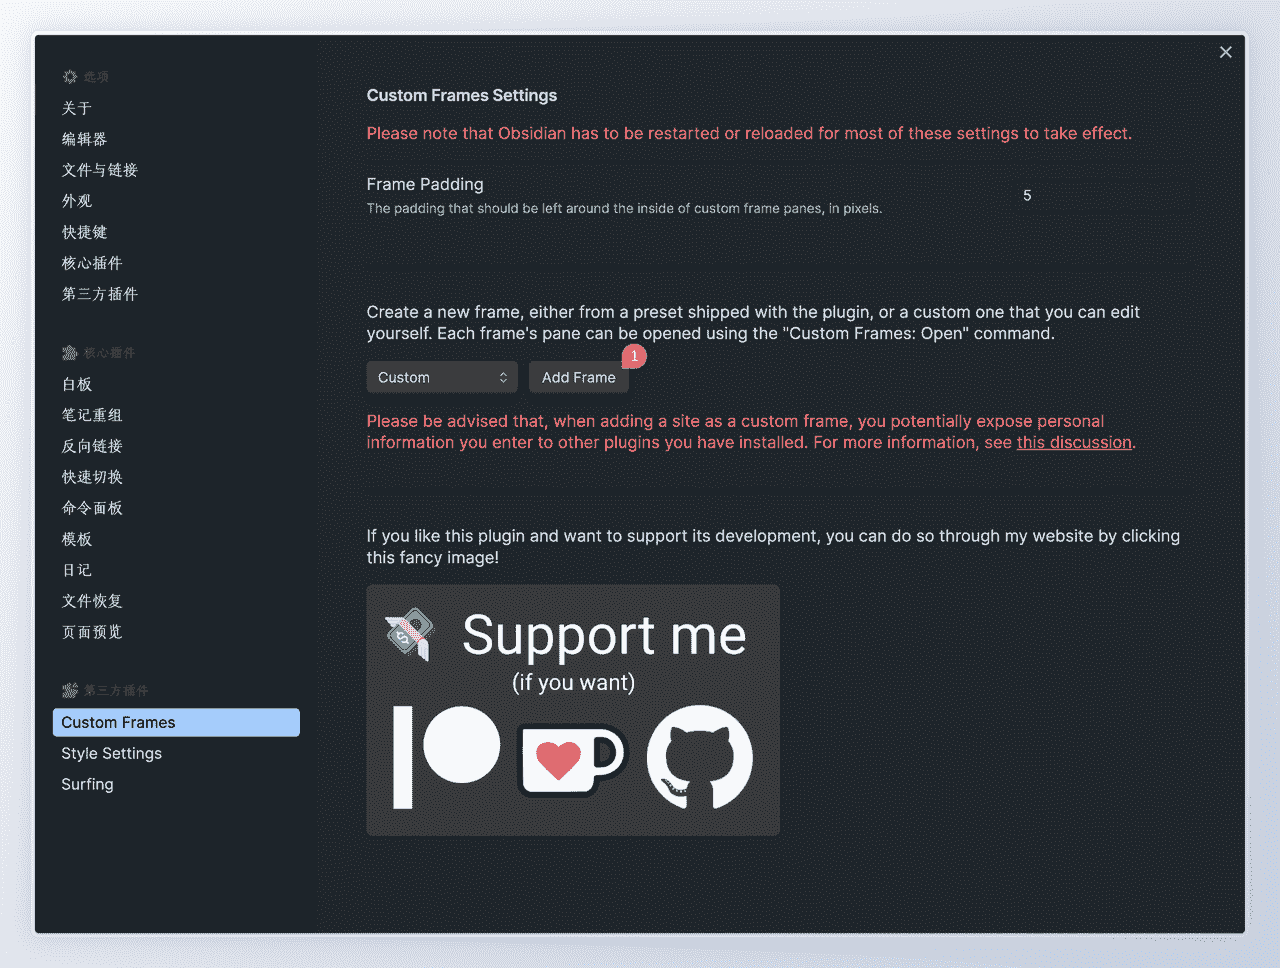 选项
关于
编辑器
文件与链接
外观
快捷键
核心插件
第三方插件
核心插件
白板
笔记重组
反向链接
快速切换
命令面板
模板
日记
文件恢复
页面预览
第三方插件
Custom Frames
Style Settings
Surfing
Custom Frames Settings
Please note that Obsidian has to be restarted or reloaded for most of these settings to take effect.
Frame Padding
The padding that should be left around the inside of custom frame panes, in pixels.
5
Create a new frame, either from a preset shipped with the plugin, or a custom one that you can edit
yourself. Each frame's pane can be opened using the "Custom Frames: Open" command.
1
Custom
Add Frame
Please be advised that, when adding a site as a custom frame, you potentially expose personal
information you enter to other plugins you have installed. For more information, see this discussion.
If you like this plugin and want to support its development, you can do so through my website by clicking
this fancy image!
Support me
(if you want)